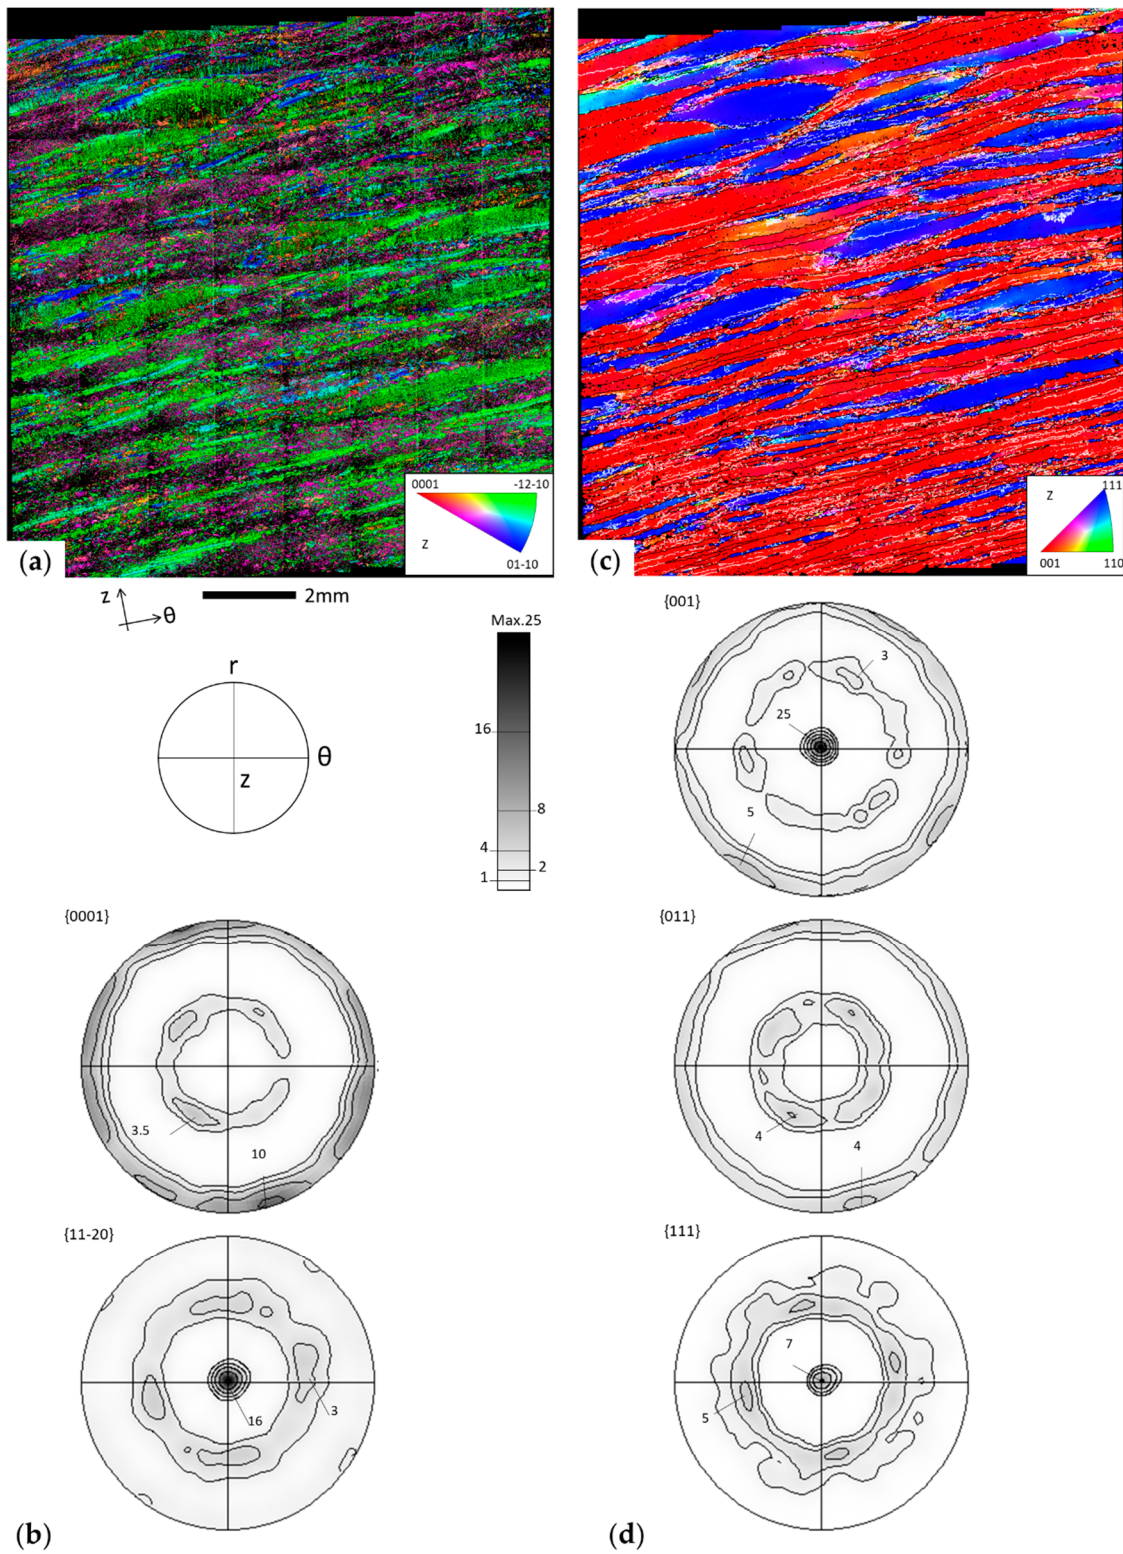 0001
-12-10
Z
01-10
(a)
Z
111
001
110
(c)
z
θ
2mm
r
θ
z
Max.25
16
8
4
2
1
{001}
3
25
5
{0001}
3.5
10
{011}
4
4
{11-20}
16
3
{111}
7
5
(b)
(d)